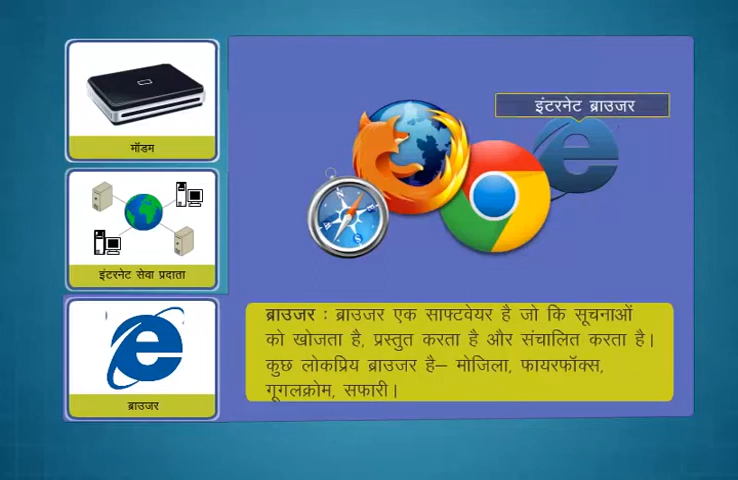 मॉडम
इंटरनेट सेवा प्रदाता
ब्राउजर
इंटरनेट ब्राउजर
ब्राउजर : ब्राउजर एक साफ्टवेयर है जो कि सूचनाओं
को खोजता है, प्रस्तुत करता है और संचालित करता है।
कुछ लोकप्रिय ब्राउजर है– मोजिला, फायरफॉक्स,
गूगलक्रोम, सफारी।